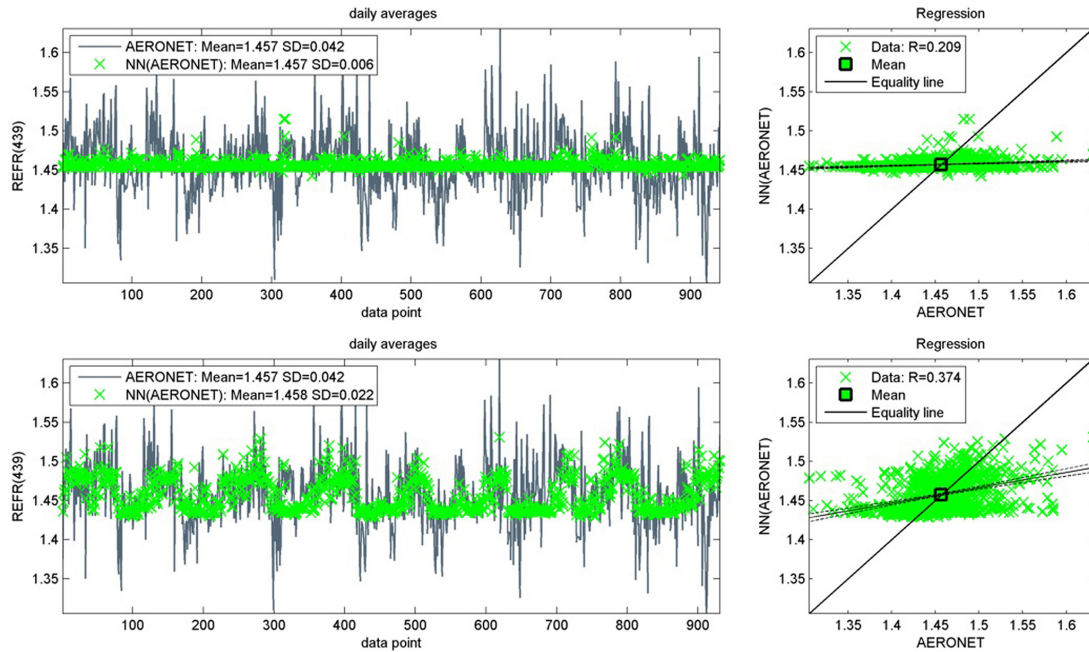 daily averages
REFR(439)
1.6
1.55
1.5
1.45
1.4
1.35
AERONET: Mean=1.457 SD=0.042
NN(AERONET): Mean=1.457 SD=0.006
100 200 300 400 500 600 700 800 900
data point
Regression
NN(AERONET)
1.6
1.55
1.5
1.45
1.4
1.35
Data: R=0.209
Mean
Equality line
1.35 1.4 1.45 1.5 1.55 1.6
AERONET
daily averages
REFR(439)
1.6
1.55
1.5
1.45
1.4
1.35
AERONET: Mean=1.457 SD=0.042
NN(AERONET): Mean=1.458 SD=0.022
100 200 300 400 500 600 700 800 900
data point
Regression
NN(AERONET)
1.6
1.55
1.5
1.45
1.4
1.35
Data: R=0.374
Mean
Equality line
1.35 1.4 1.45 1.5 1.55 1.6
AERONET